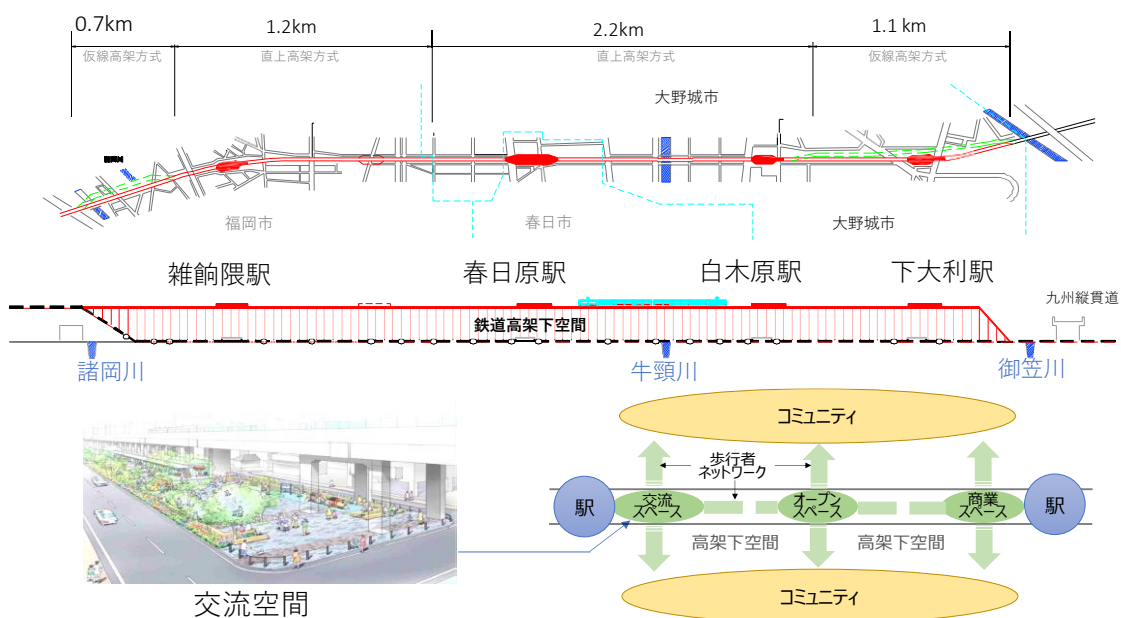 0.7km
1.2km
2.2km
1.1 km
仮線高架方式
直上高架方式
直上高架方式
仮線高架方式
大野城市
福岡市
春日市
大野城市
雑餉隈駅
春日原駅
白木原駅
下大利駅
九州縦貫道
鉄道高架下空間
諸岡川
牛頸川
御笠川
コミュニティ
歩行者
ネットワーク
駅
交流
スペース
オープン
スペース
商業
スペース
駅
高架下空間
高架下空間
コミュニティ
交流空間